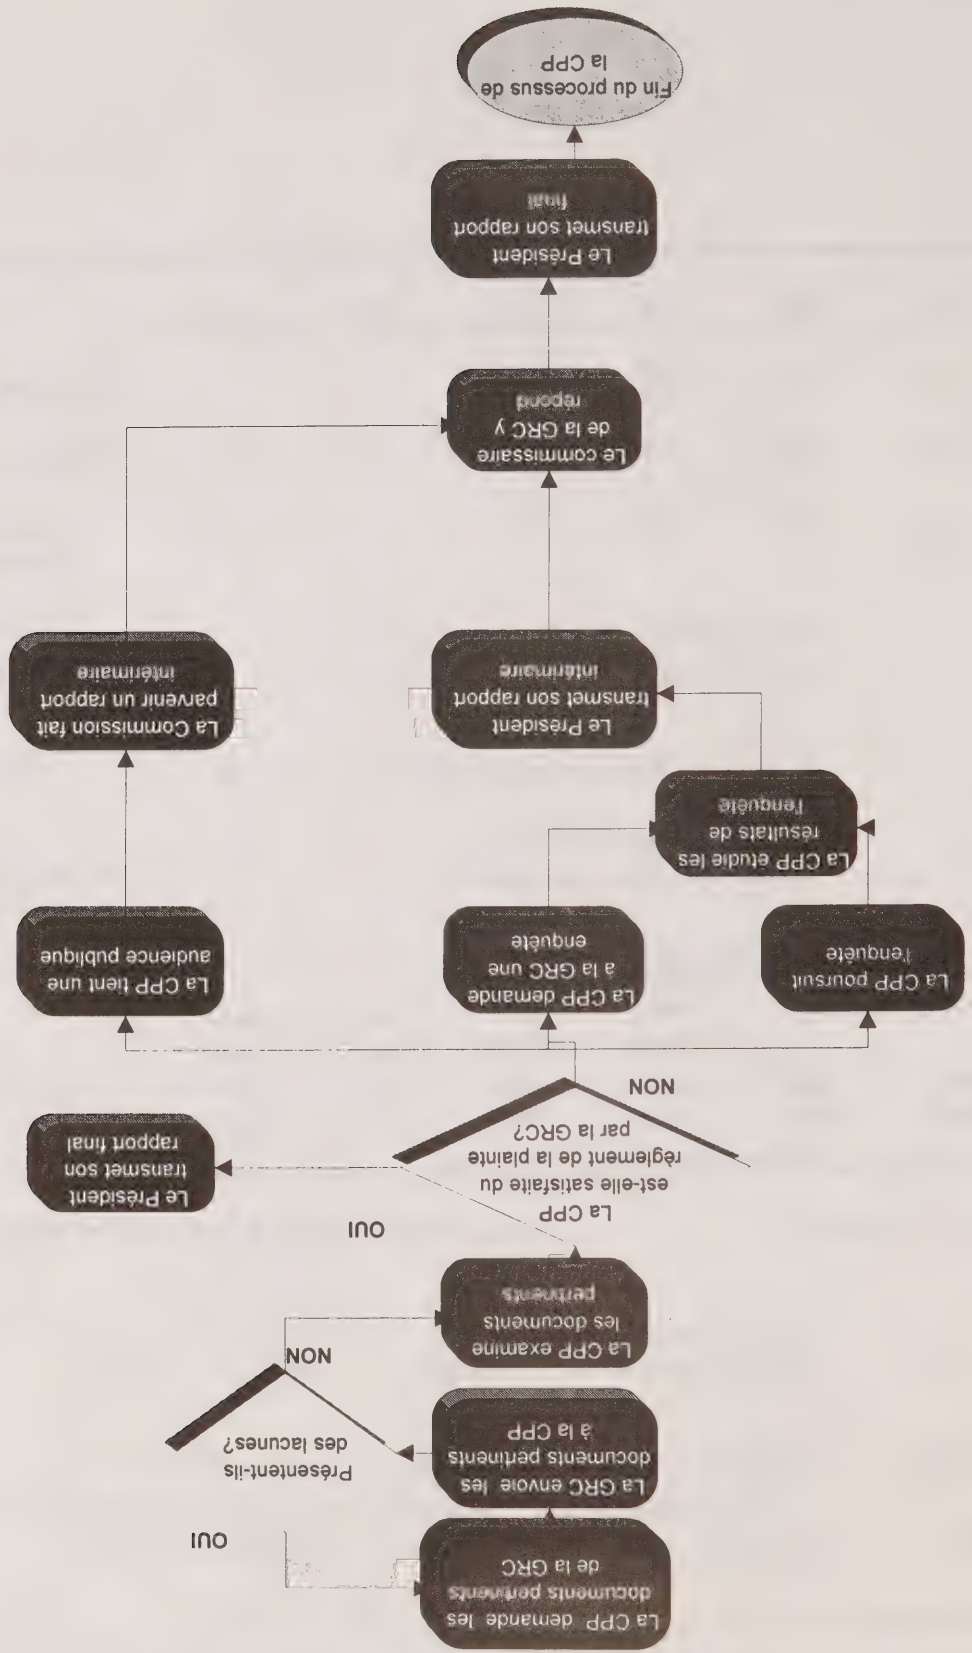 La CPP demande les
documents pertinents
de la GRC
OUI
La GRC envoie les
documents pertinents
à la CPP
Présentent-ils
des lacunes?
NON
La CPP examine
les documents
pertinents
La CPP
est-elle satisfaite du
règlement de la plainte
par la GRC?
OUI
Le Président
transmet son
rapport final
NON
La CPP poursuit
l'enquête
La CPP demande
à la GRC une
enquête
La CPP tient une
audience publique
La CPP étudie les
résultats de
l'enquête
Le Président
transmet son rapport
intérimaire
La Commission fait
parvenir un rapport
intérimaire
Le commissaire
de la GRC y
répond
Le Président
transmet son rapport
final
Fin du processus de
la CPP